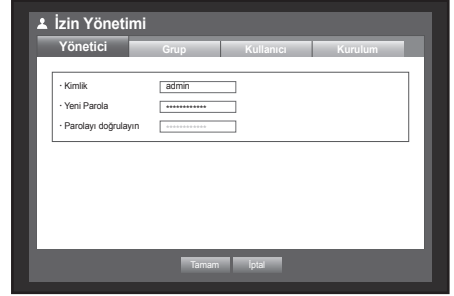 İzin Yönetimi
Yönetici Grup Kullanıcı Kurulum
· Kimlik admin
· Yeni Parola ************
· Parolayı doğrulayın ************
Tamam İptal